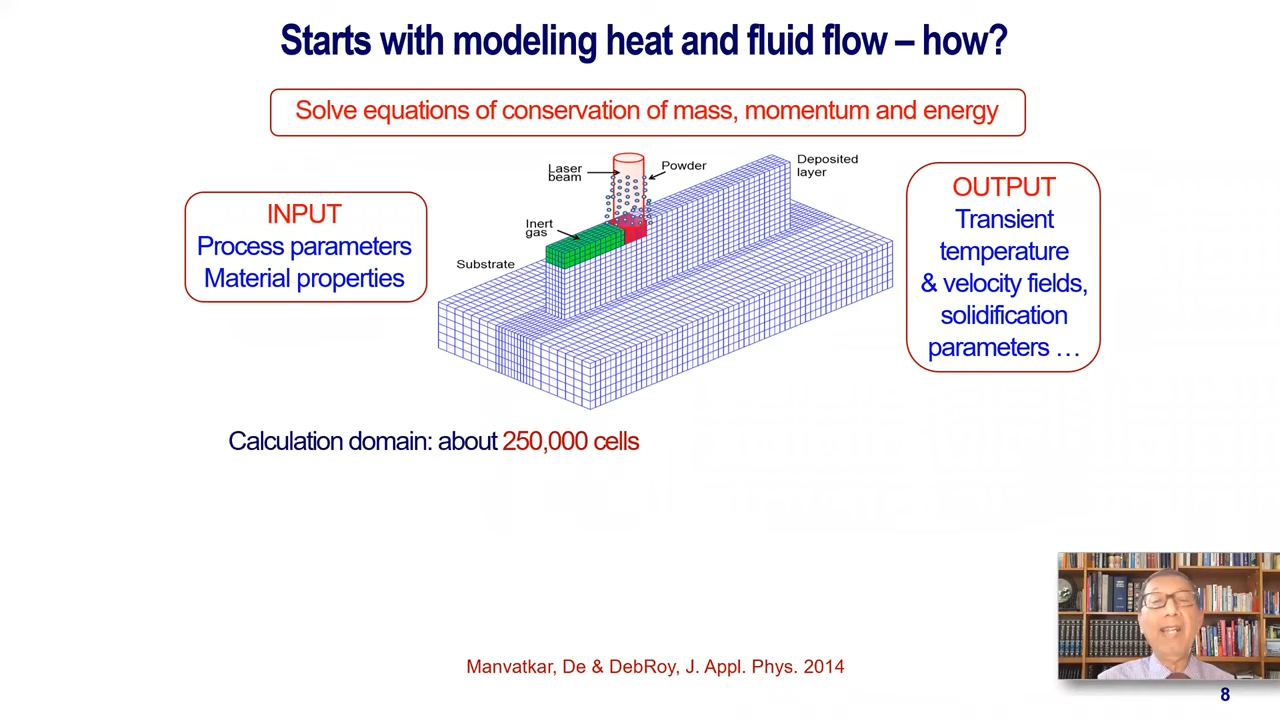 Starts with modeling heat and fluid flow – how?
Solve equations of conservation of mass, momentum and energy
INPUT
Process parameters
Material properties
Laser
beam
Powder
Deposited
layer
Inert
gas
Substrate
OUTPUT
Transient
temperature
& velocity fields,
solidification
parameters …
Calculation domain: about 250,000 cells
Manvatkar, De & DebRoy, J. Appl. Phys. 2014
8